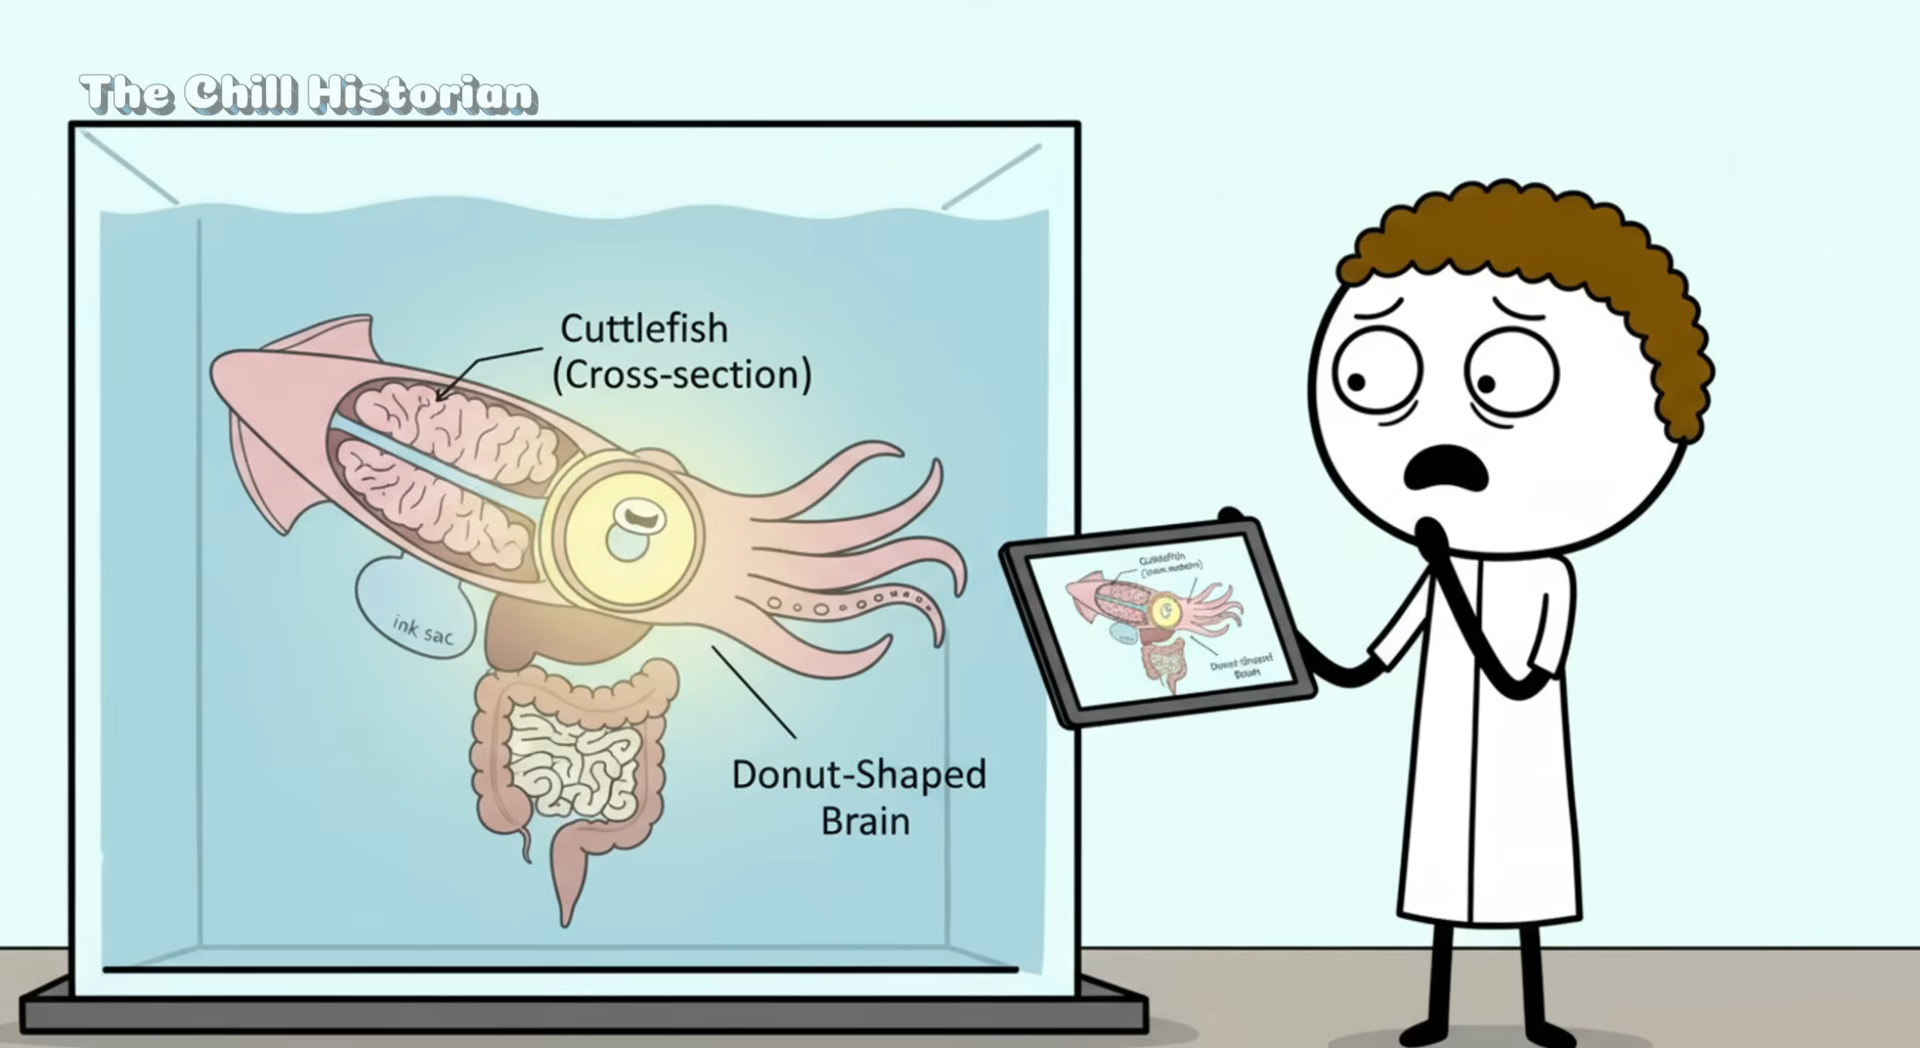 The Chill Historian
Cuttlefish
(Cross-section)
ink sac
Donut-Shaped
Brain